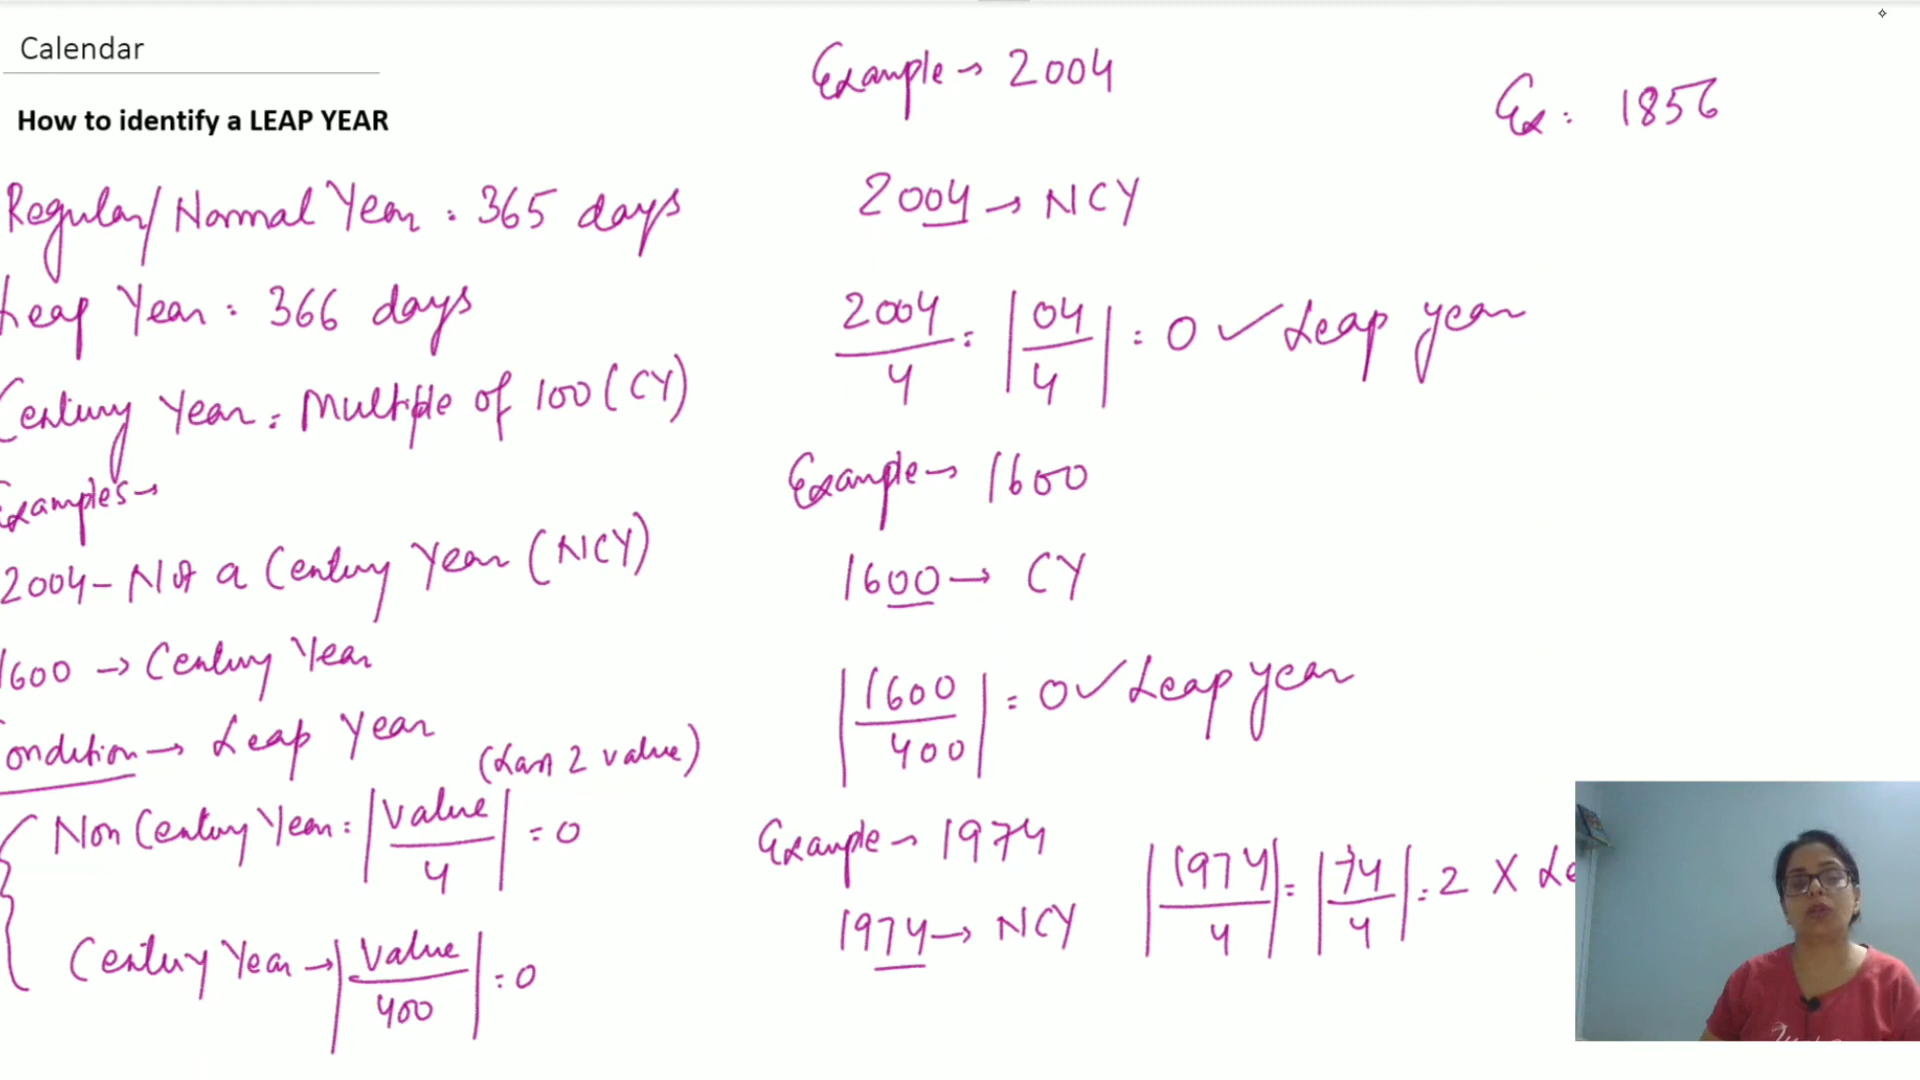 Calendar
How to identify a LEAP YEAR
Regular/Normal Year : 365 days
Leap Year : 366 days
Century Year : Multiple of 100 (CY)
Examples →
2004 - Not a Century Year (NCY)
1600 → Century Year
Condition → Leap Year
(Last 2 value)
Non Century Year : |value/4| = 0
Century Year → |value/400| = 0
Example → 2004
2004 → NCY
2004/4 = |04/4| = 0 ✓ Leap year
Example → 1600
1600 → CY
|1600/400| = 0 ✓ Leap year
Example → 1974
1974 → NCY
|1974/4| = |74/4| = 2 X Le
Ex : 1856